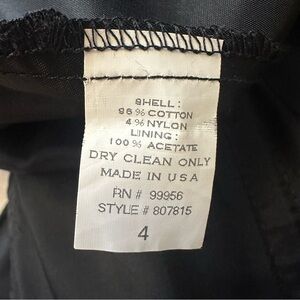 SHELL:
96% COTTON
4% NYLON
LINING:
100% ACETATE
DRY CLEAN ONLY
MADE IN USA
RN# 99956
STYLE# 807815
4